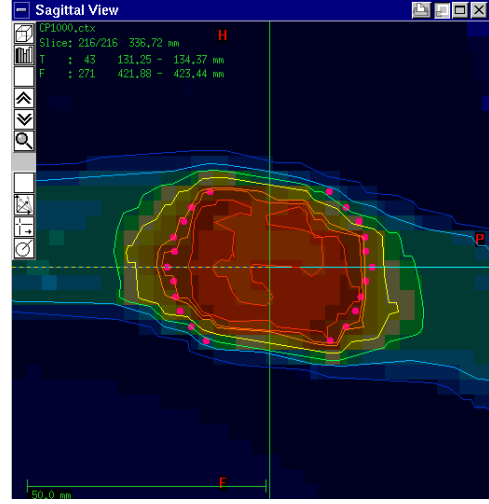 Sagittal View
CP1000.ctx
H
Slice: 216/216 336.72 mm
T : 43 131.25 - 134.37 mm
F : 271 421.88 - 423.44 mm
P
F
50.0 mm